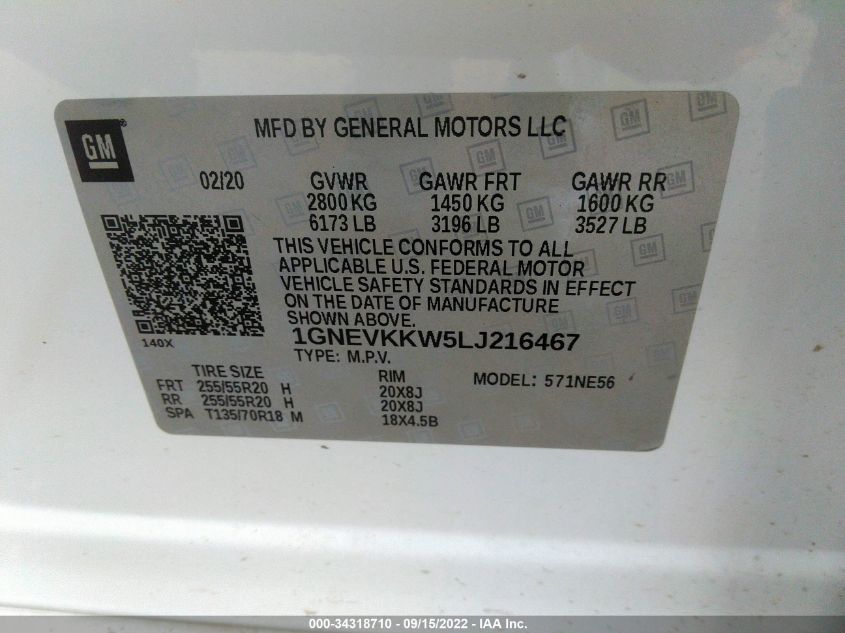 GM
MFD BY GENERAL MOTORS LLC
02/20 GVWR GAWR FRT GAWR RR
2800 KG 1450 KG 1600 KG
6173 LB 3196 LB 3527 LB
THIS VEHICLE CONFORMS TO ALL
APPLICABLE U.S. FEDERAL MOTOR
VEHICLE SAFETY STANDARDS IN EFFECT
ON THE DATE OF MANUFACTURE
SHOWN ABOVE.
140X
1GNEVKKW5LJ216467
TYPE: M.P.V.
TIRE SIZE RIM MODEL: 571NE56
FRT 255/55R20 H 20X8J
RR 255/55R20 H 20X8J
SPA T135/70R18 M 18X4.5B
000-34318710 - 09/15/2022 - IAA Inc.